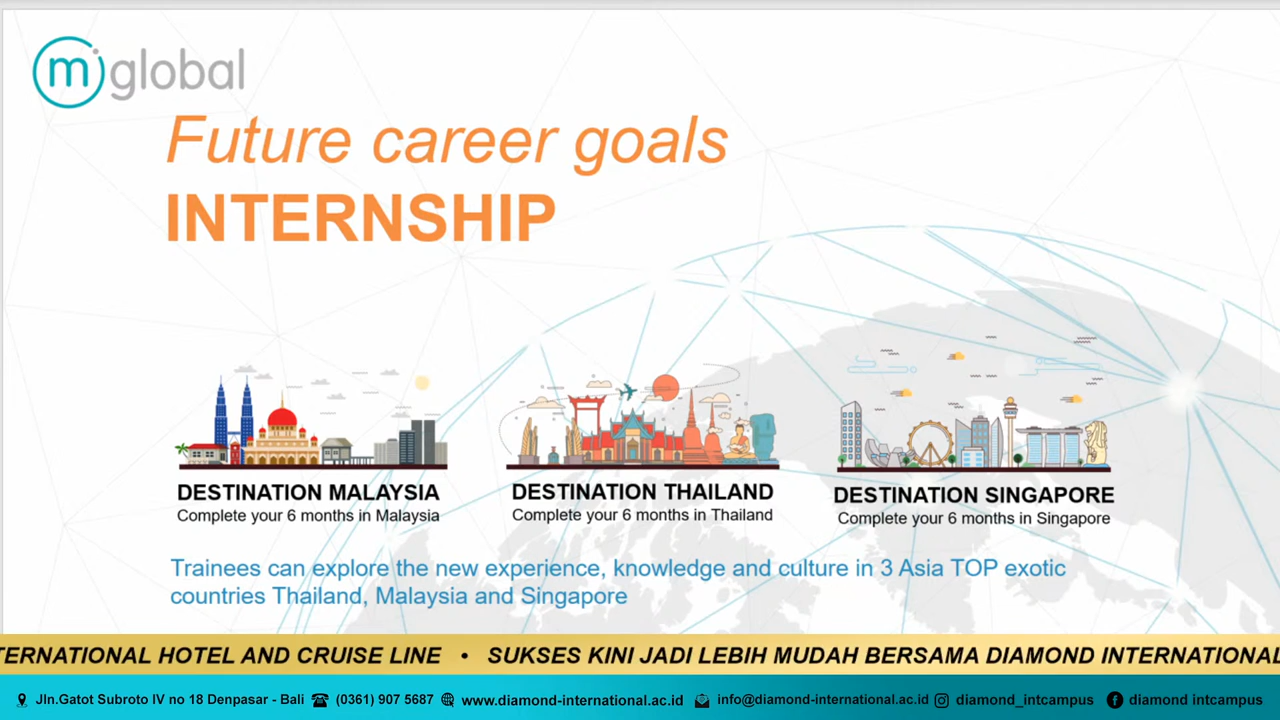 m global
Future career goals
INTERNSHIP
DESTINATION MALAYSIA
Complete your 6 months in Malaysia
DESTINATION THAILAND
Complete your 6 months in Thailand
DESTINATION SINGAPORE
Complete your 6 months in Singapore
Trainees can explore the new experience, knowledge and culture in 3 Asia TOP exotic
countries Thailand, Malaysia and Singapore
TERNATIONAL HOTEL AND CRUISE LINE • SUKSES KINI JADI LEBIH MUDAH BERSAMA DIAMOND INTERNATIONAL
Jln.Gatot Subroto IV no 18 Denpasar - Bali (0361) 907 5687 www.diamond-international.ac.id info@diamond-international.ac.id diamond_intcampus diamond intcampus